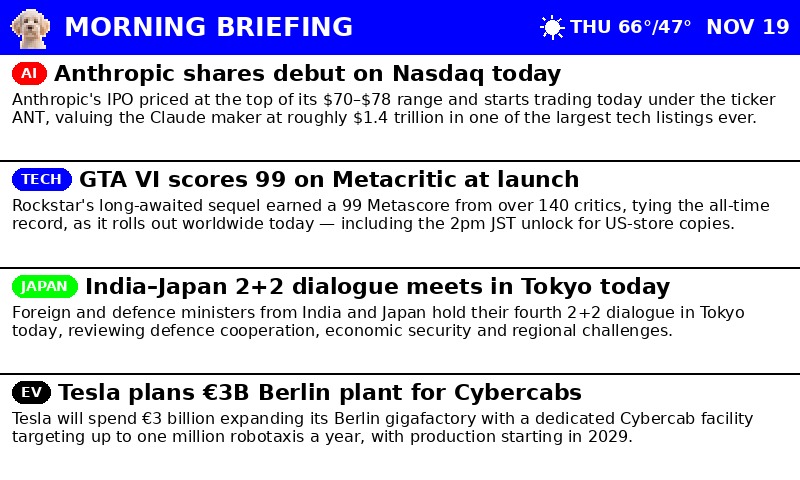 MORNING BRIEFING
THU 66°/47° NOV 19
AI Anthropic shares debut on Nasdaq today
Anthropic's IPO priced at the top of its $70–$78 range and starts trading today under the ticker
ANT, valuing the Claude maker at roughly $1.4 trillion in one of the largest tech listings ever.
TECH GTA VI scores 99 on Metacritic at launch
Rockstar's long-awaited sequel earned a 99 Metascore from over 140 critics, tying the all-time
record, as it rolls out worldwide today — including the 2pm JST unlock for US-store copies.
JAPAN India–Japan 2+2 dialogue meets in Tokyo today
Foreign and defence ministers from India and Japan hold their fourth 2+2 dialogue in Tokyo
today, reviewing defence cooperation, economic security and regional challenges.
EV Tesla plans €3B Berlin plant for Cybercabs
Tesla will spend €3 billion expanding its Berlin gigafactory with a dedicated Cybercab facility
targeting up to one million robotaxis a year, with production starting in 2029.